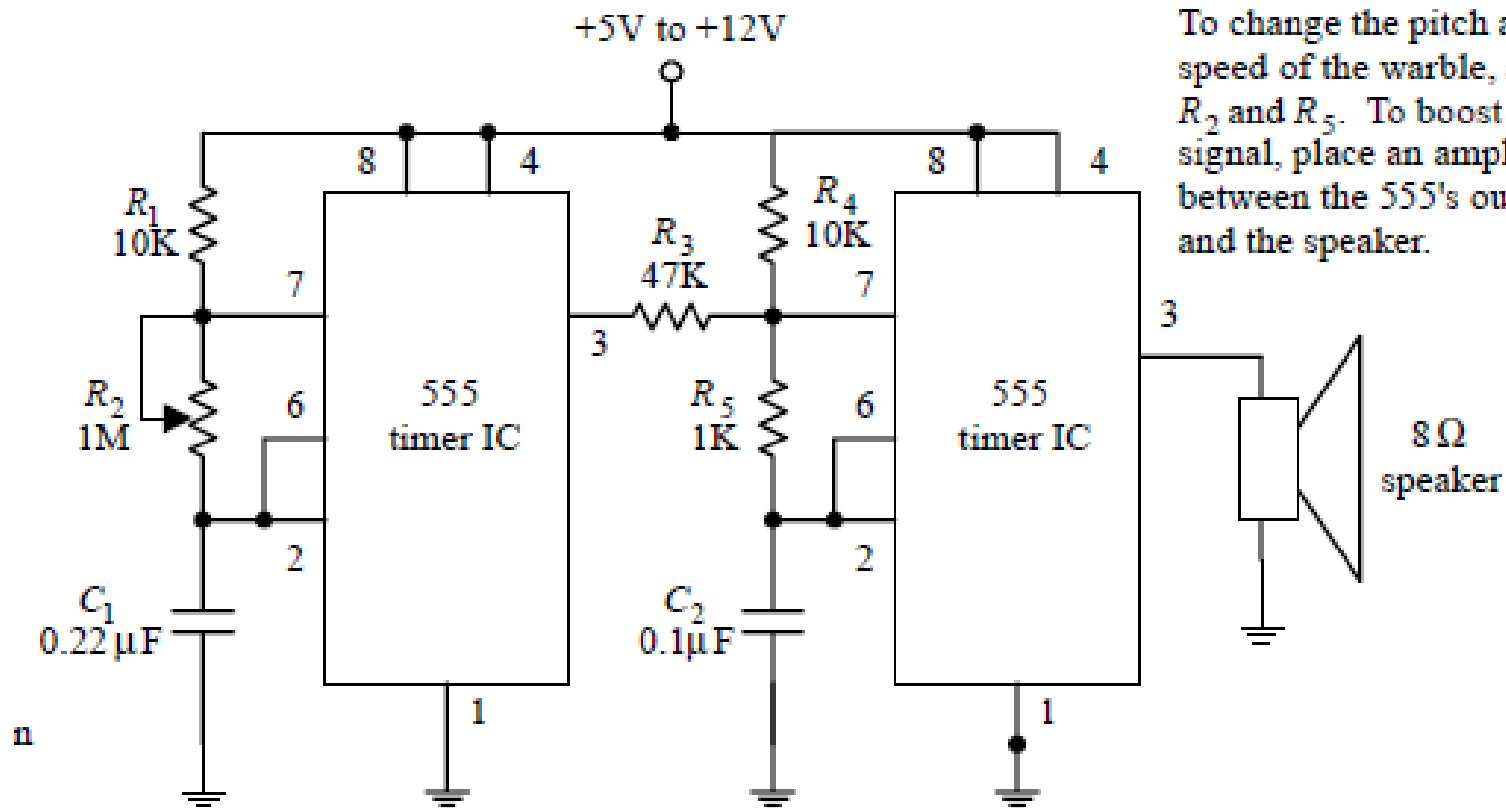 +5V to +12V
To change the pitch
speed of the warble,
R2 and R5. To boost
signal, place an
between the 555's
and the speaker.
8
4
8
4
R1
10K
R3
47K
R4
10K
7
3
7
3
R2
1M
6
555
timer IC
R5
1K
6
555
timer IC
8 Ω
speaker
2
2
C1
0.22 µF
C2
0.1µF
1
1
n